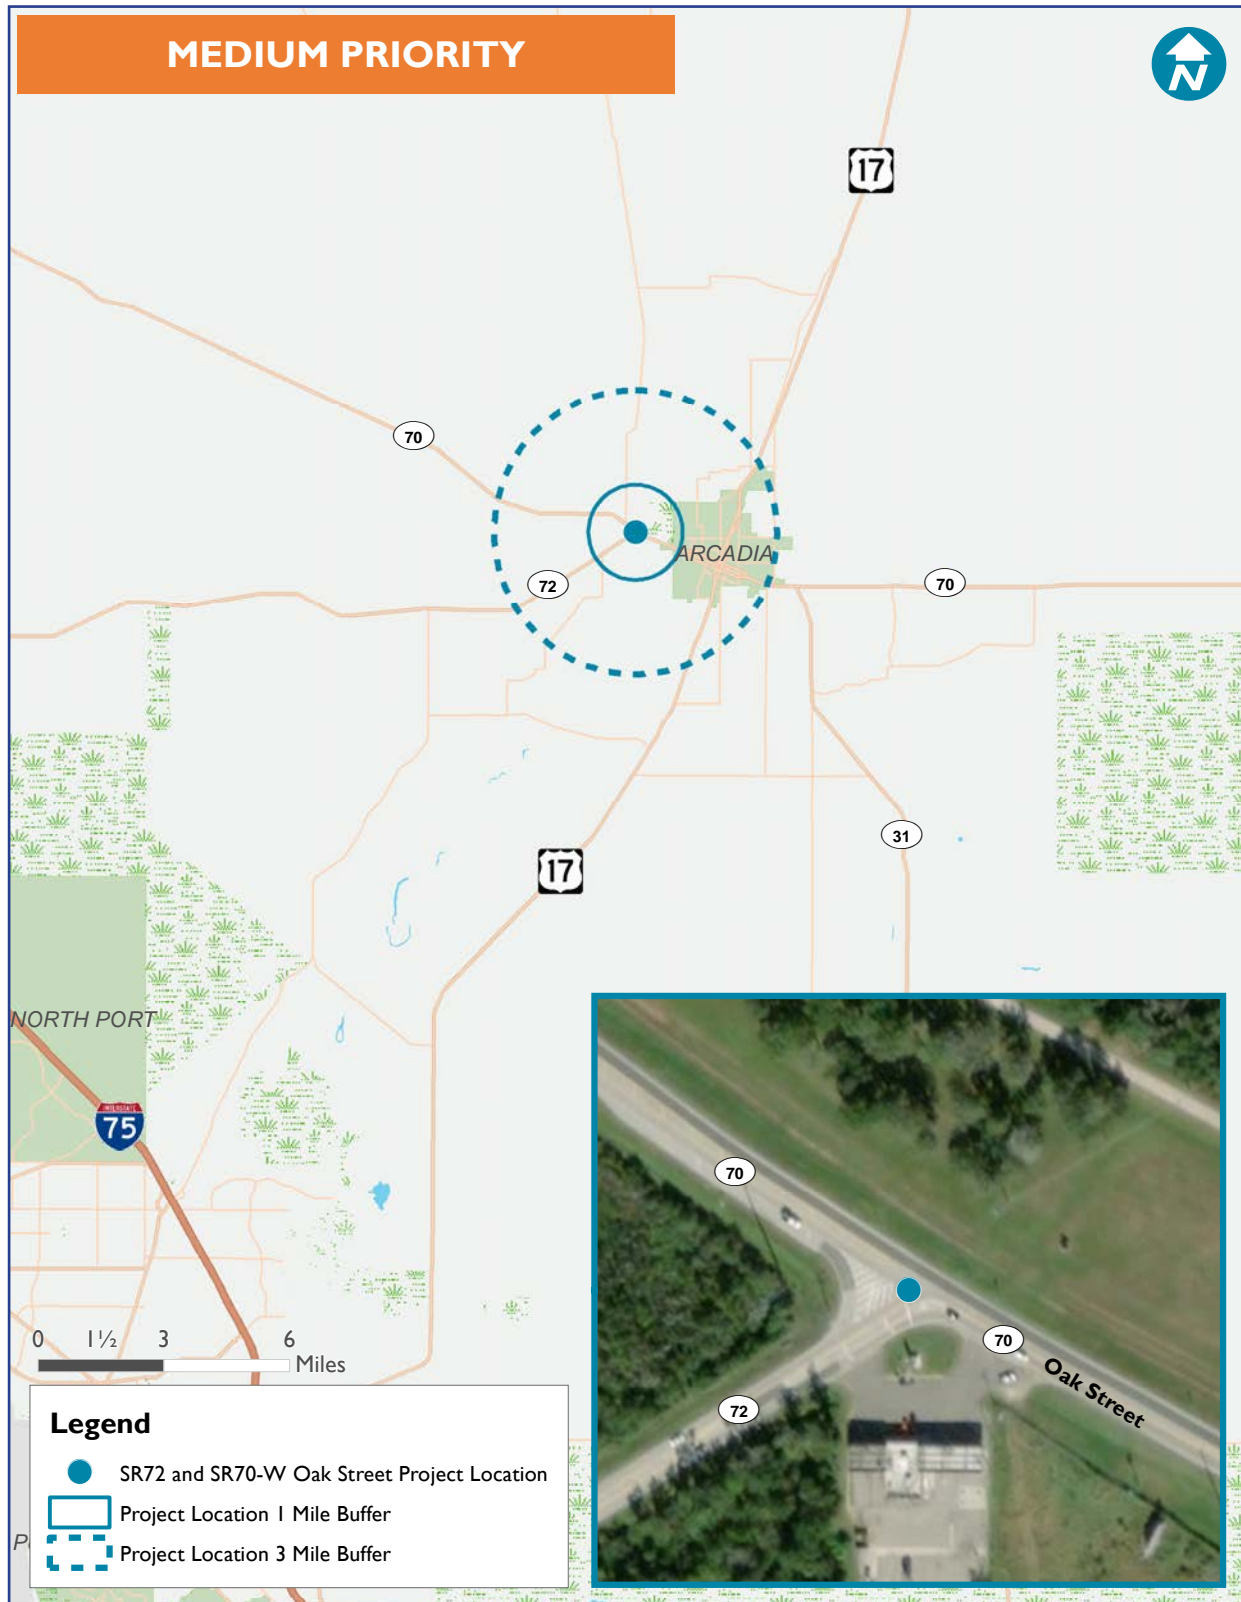 MEDIUM PRIORITY
N
17
70
ARCADIA
72
70
31
17
NORTH PORT
INTERSTATE
75
0 1½ 3 6
Miles
70
70
Oak Street
72
Legend
SR72 and SR70-W Oak Street Project Location
Project Location 1 Mile Buffer
Project Location 3 Mile Buffer